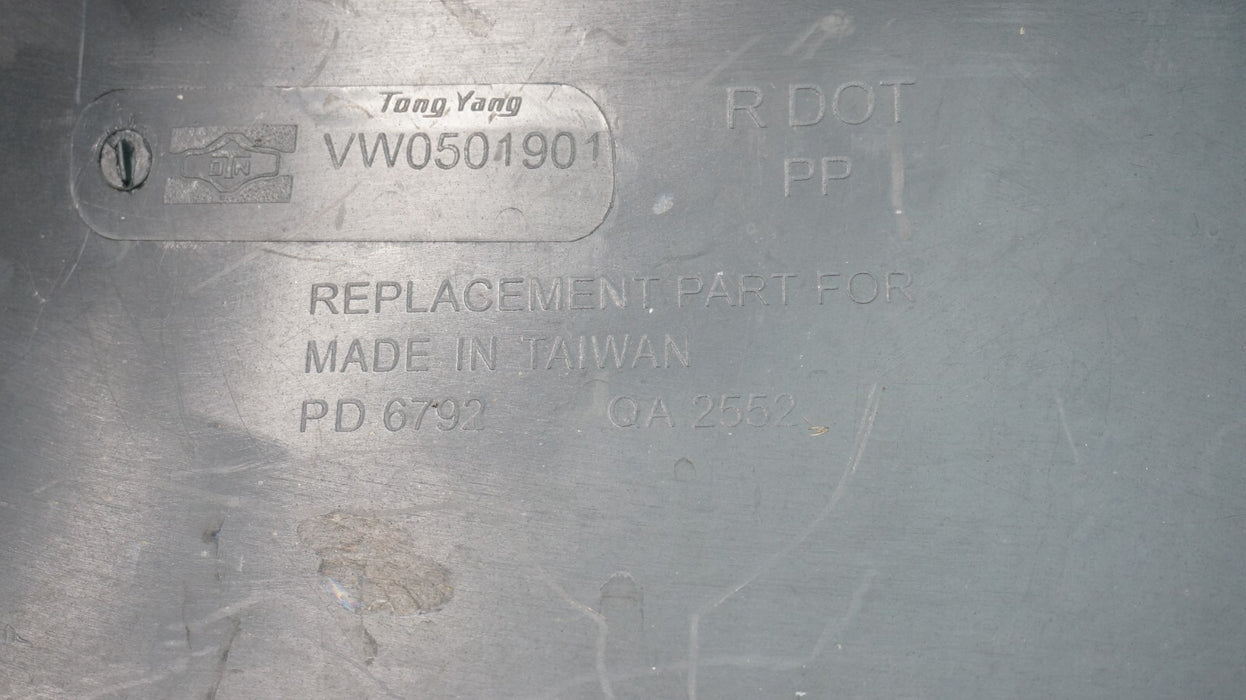 Tong Yang
VW0501901
R DOT
PP
REPLACEMENT PART FOR
MADE IN TAIWAN
PD 6792 QA 2552